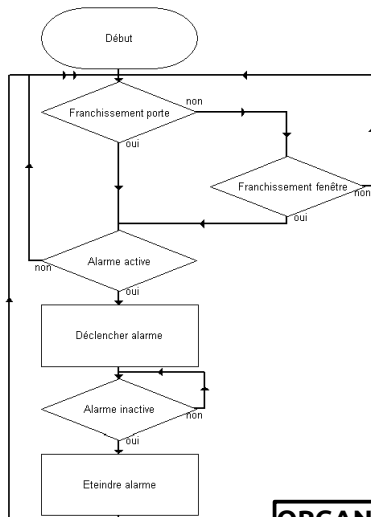 Début
Franchissement porte
non
oui
Franchissement fenêtre
non
oui
Alarme active
non
oui
Déclencher alarme
Alarme inactive
non
oui
Eteindre alarme
ORGAN